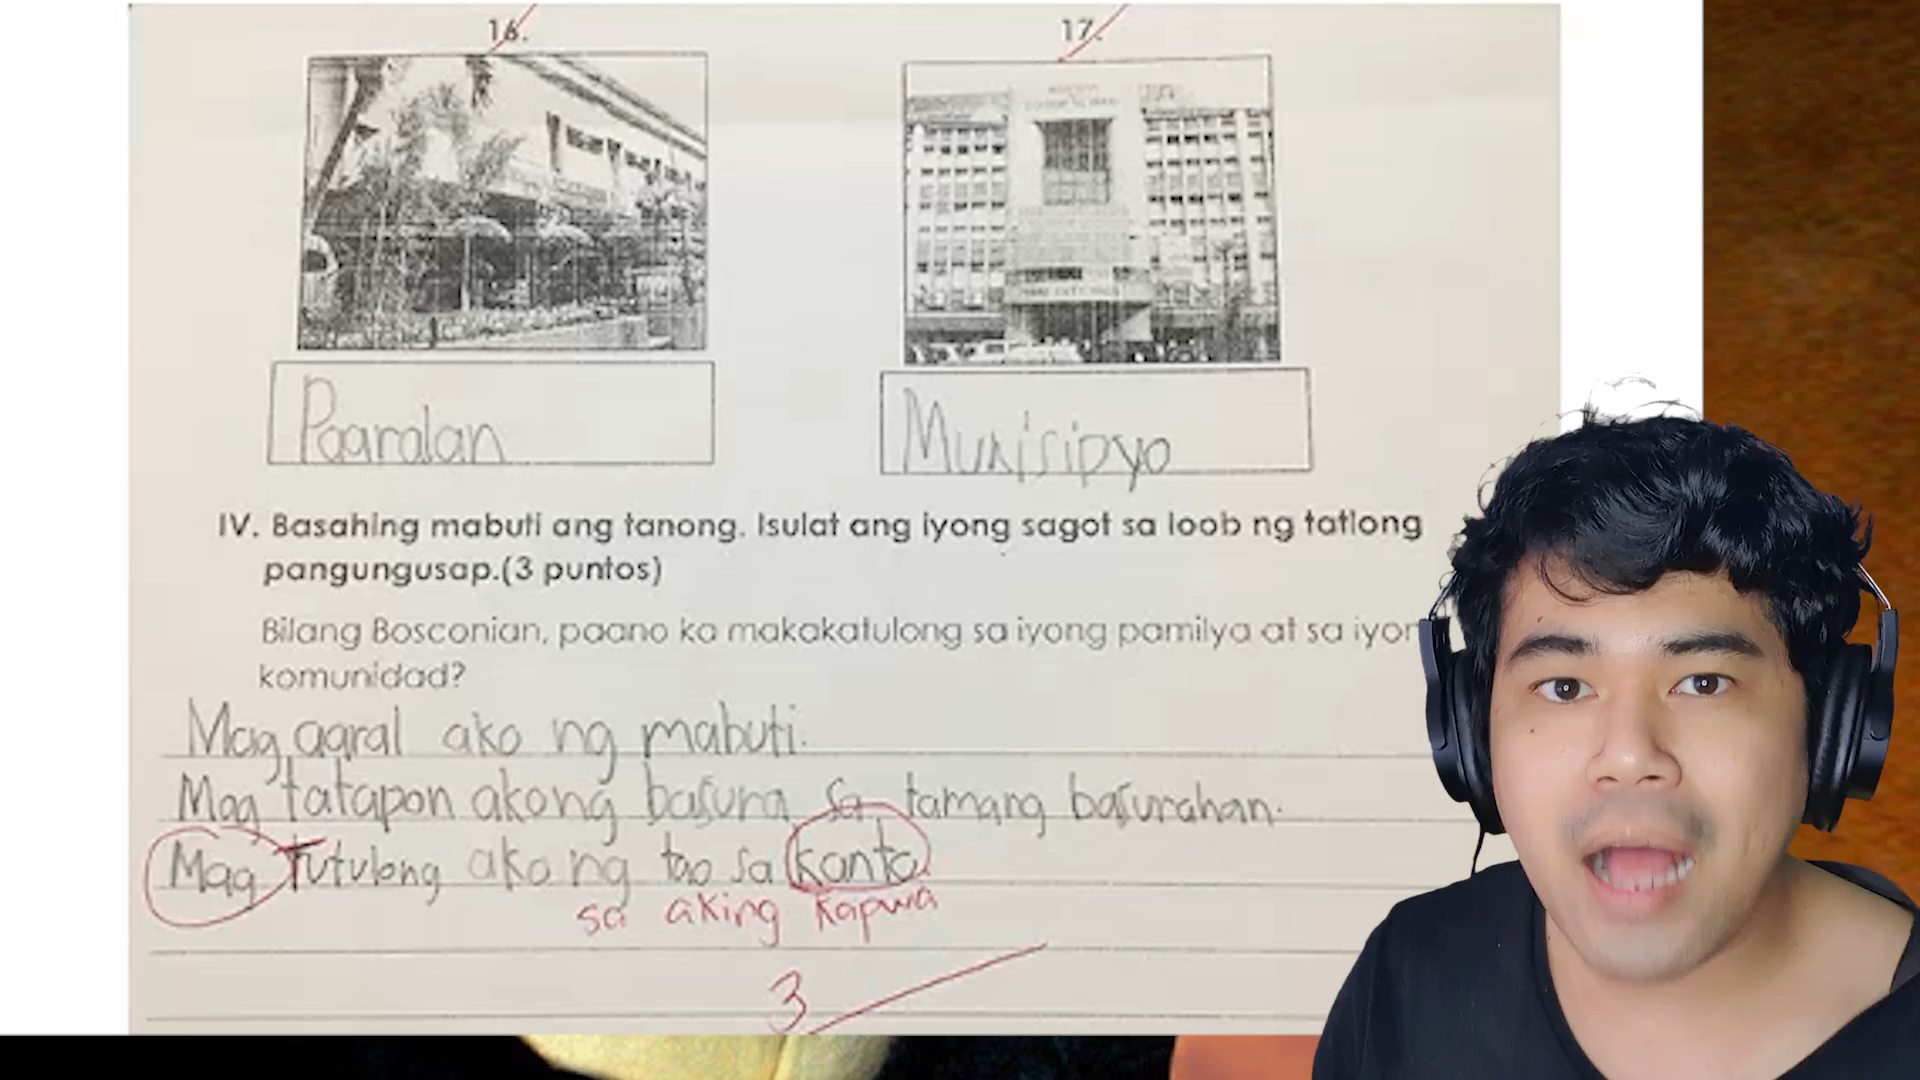 16.
17.
Paaralan
Munisipyo
IV. Basahing mabuti ang tanong. Isulat ang iyong sagot sa loob ng tatlong
pangungusap.(3 puntos)
Bilang Bosconian, paano ka makakatulong sa iyong pamilya at sa iyon
komunidad?
Mag aaral ako ng mabuti.
Mag tatapon akong basura sa tamang basurahan.
Mag Tutulong ako ng tao sa kanto
sa aking kapwa
3